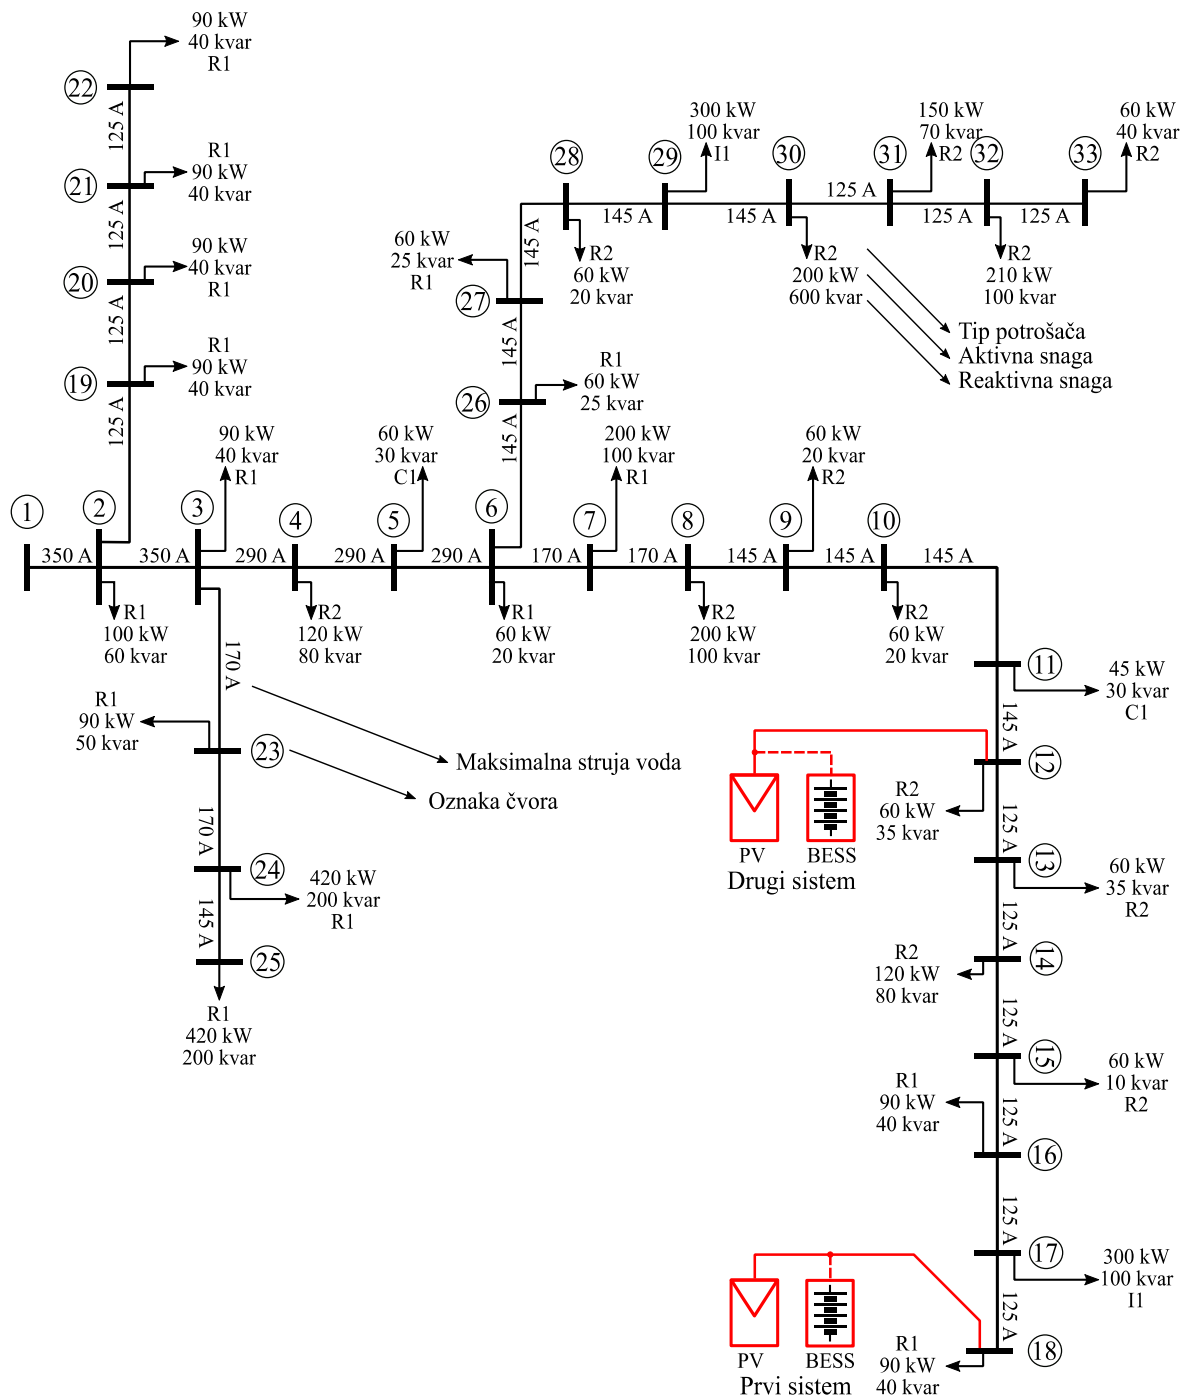 90 kW
40 kvar
R1
22
125 A
R1
90 kW
40 kvar
21
125 A
90 kW
40 kvar
R1
20
125 A
R1
90 kW
40 kvar
19
125 A
28
29
300 kW
100 kvar
I1
30
31
150 kW
70 kvar
R2
32
33
60 kW
40 kvar
R2
145 A
145 A
125 A
125 A
125 A
145 A
R2
60 kW
20 kvar
R2
200 kW
600 kvar
R2
210 kW
100 kvar
60 kW
25 kvar
R1
27
Tip potrošača
Aktivna snaga
Reaktivna snaga
145 A
26
R1
60 kW
25 kvar
145 A
1
2
3
90 kW
40 kvar
R1
4
5
60 kW
30 kvar
C1
6
7
200 kW
100 kvar
R1
8
9
60 kW
20 kvar
R2
10
350 A
350 A
290 A
290 A
290 A
170 A
170 A
145 A
145 A
145 A
R1
100 kW
60 kvar
R2
120 kW
80 kvar
R1
60 kW
20 kvar
R2
200 kW
100 kvar
R2
60 kW
20 kvar
170 A
11
45 kW
30 kvar
C1
R1
90 kW
50 kvar
23
Maksimalna struja voda
Oznaka čvora
145 A
12
R2
60 kW
35 kvar
PV
BESS
Drugi sistem
170 A
125 A
13
60 kW
35 kvar
R2
24
420 kW
200 kvar
R1
145 A
125 A
25
R1
420 kW
200 kvar
14
R2
120 kW
80 kvar
125 A
15
60 kW
10 kvar
R2
R1
90 kW
40 kvar
125 A
16
125 A
17
300 kW
100 kvar
I1
125 A
18
PV
BESS
Prvi sistem
R1
90 kW
40 kvar